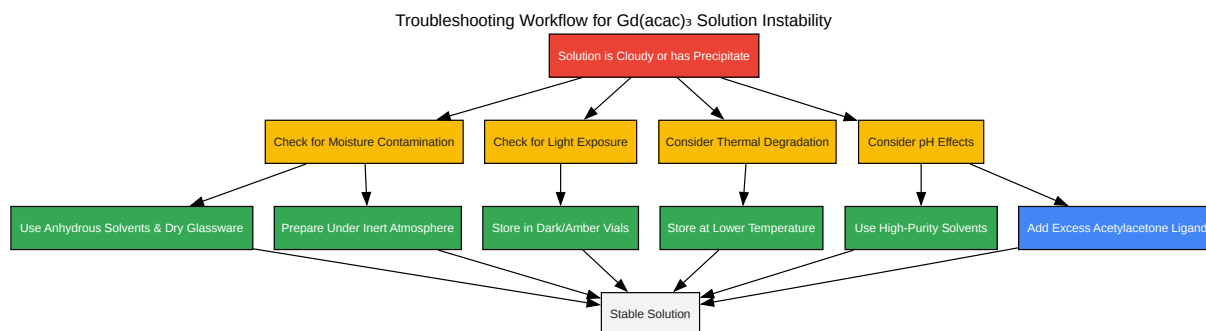 Troubleshooting Workflow for Gd(acac)₃ Solution Instability
Solution is Cloudy or has Precipitate
Check for Moisture Contamination
Check for Light Exposure
Consider Thermal Degradation
Consider pH Effects
Use Anhydrous Solvents & Dry Glassware
Prepare Under Inert Atmosphere
Store in Dark/Amber Vials
Store at Lower Temperature
Use High-Purity Solvents
Add Excess Acetylacetone Ligand
Stable Solution